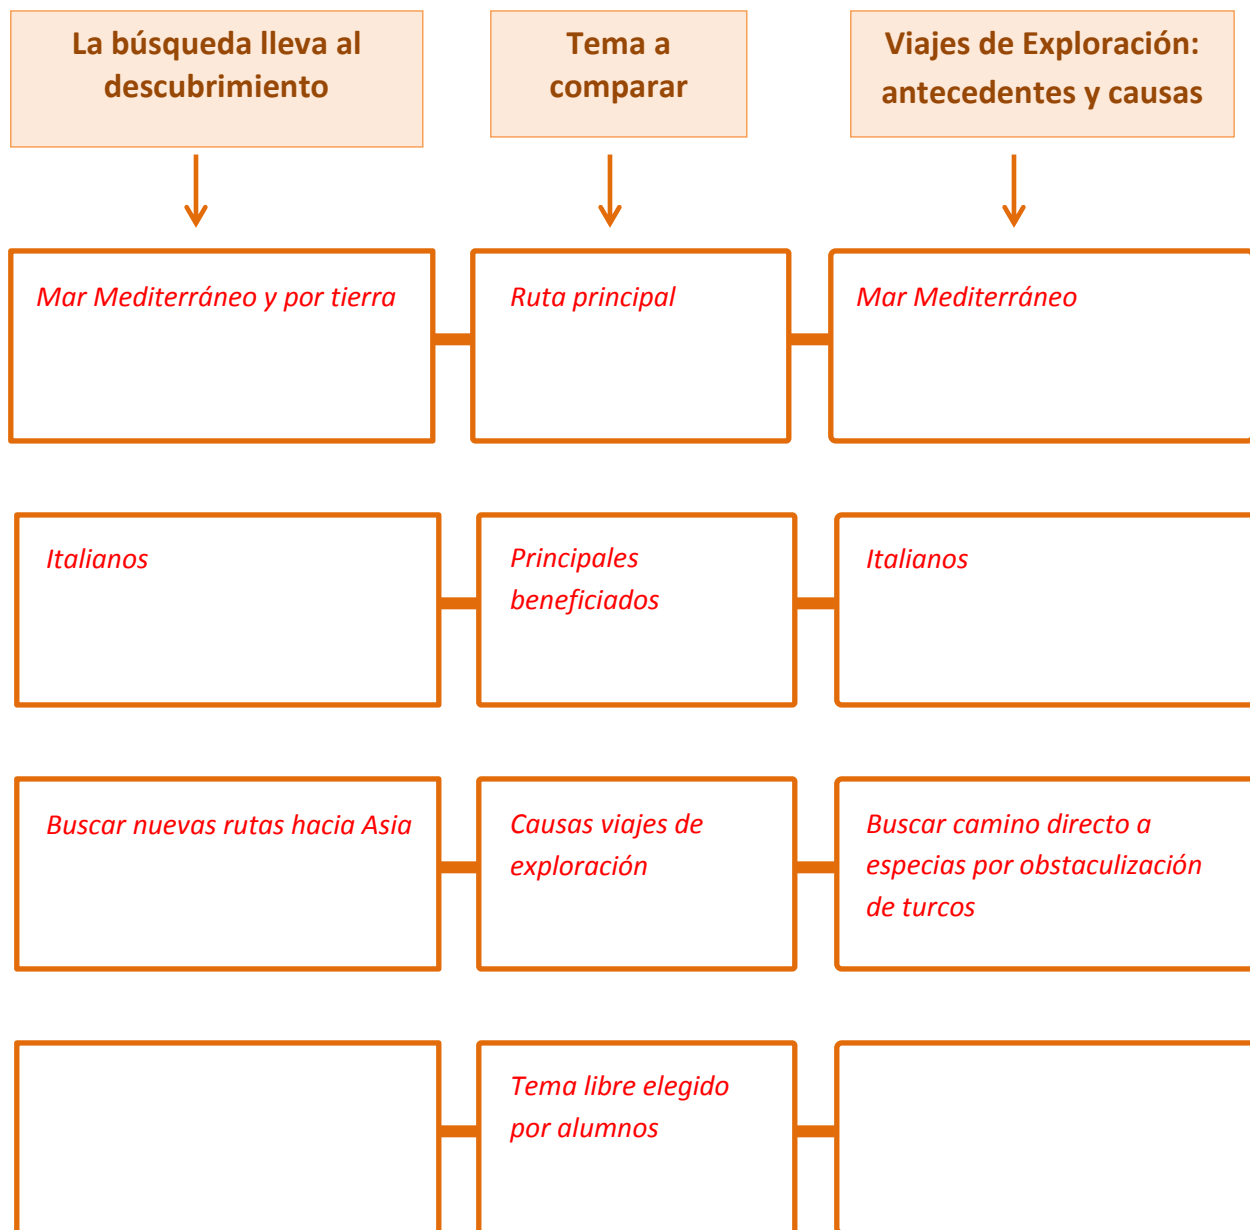 La búsqueda lleva al
descubrimiento
Tema a
comparar
Viajes de Exploración:
antecedentes y causas
Mar Mediterráneo y por tierra
Ruta principal
Mar Mediterráneo
Italianos
Principales
beneficiados
Italianos
Buscar nuevas rutas hacia Asia
Causas viajes de
exploración
Buscar camino directo a
especias por obstaculización
de turcos
Tema libre elegido
por alumnos